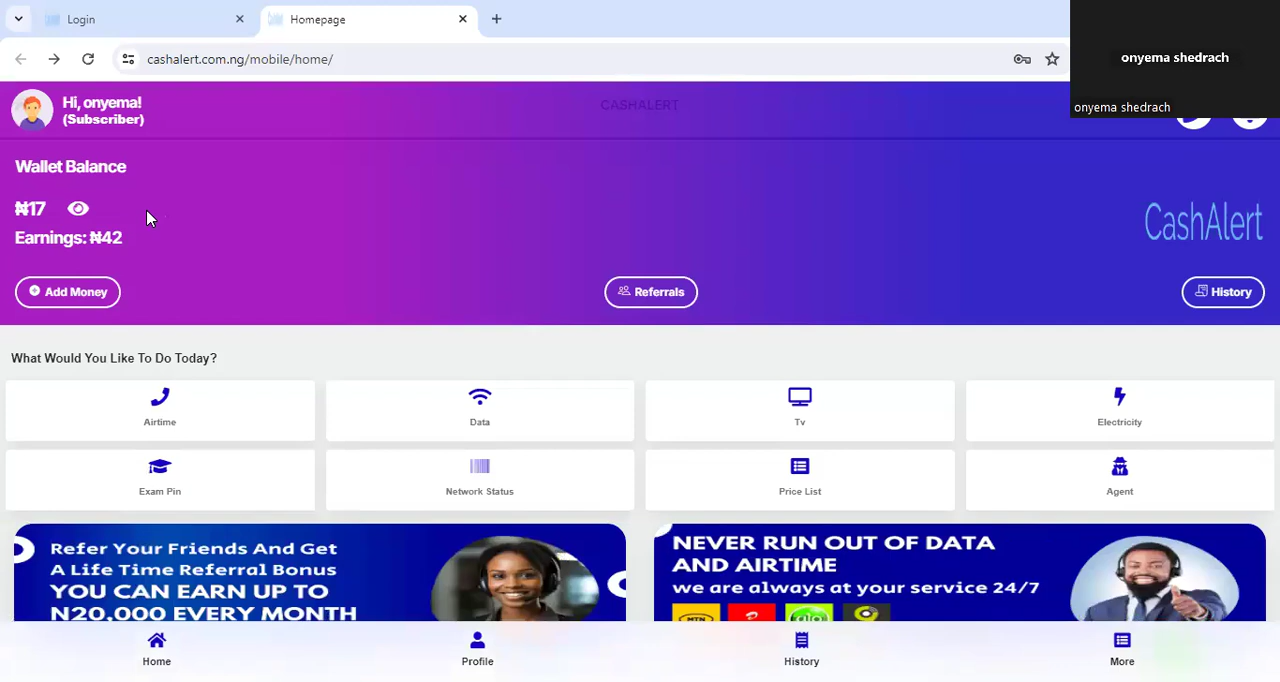 Login
Homepage
cashalert.com.ng/mobile/home/
onyema shedrach
onyema shedrach
Hi, onyema!
(Subscriber)
CASHALERT
Wallet Balance
₦17
Earnings: ₦42
CashAlert
Add Money
Referrals
History
What Would You Like To Do Today?
Airtime
Data
Tv
Electricity
Exam Pin
Network Status
Price List
Agent
Refer Your Friends And Get
A Life Time Referral Bonus
YOU CAN EARN UP TO
N20,000 EVERY MONTH
NEVER RUN OUT OF DATA
AND AIRTIME
we are always at your service 24/7
MTN
glo
Home
Profile
History
More